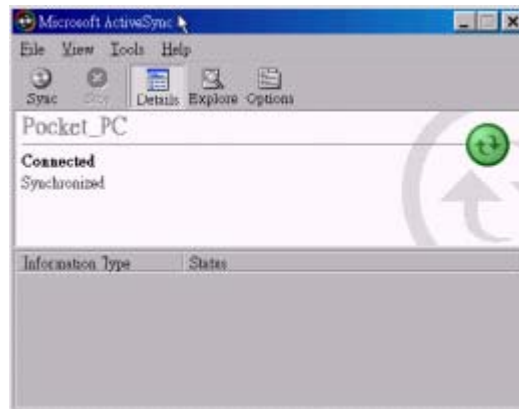 Microsoft ActiveSync
File View Tools Help
Sync Stop Details Explore Options
Pocket_PC
Connected
Synchronized
Information Type Status